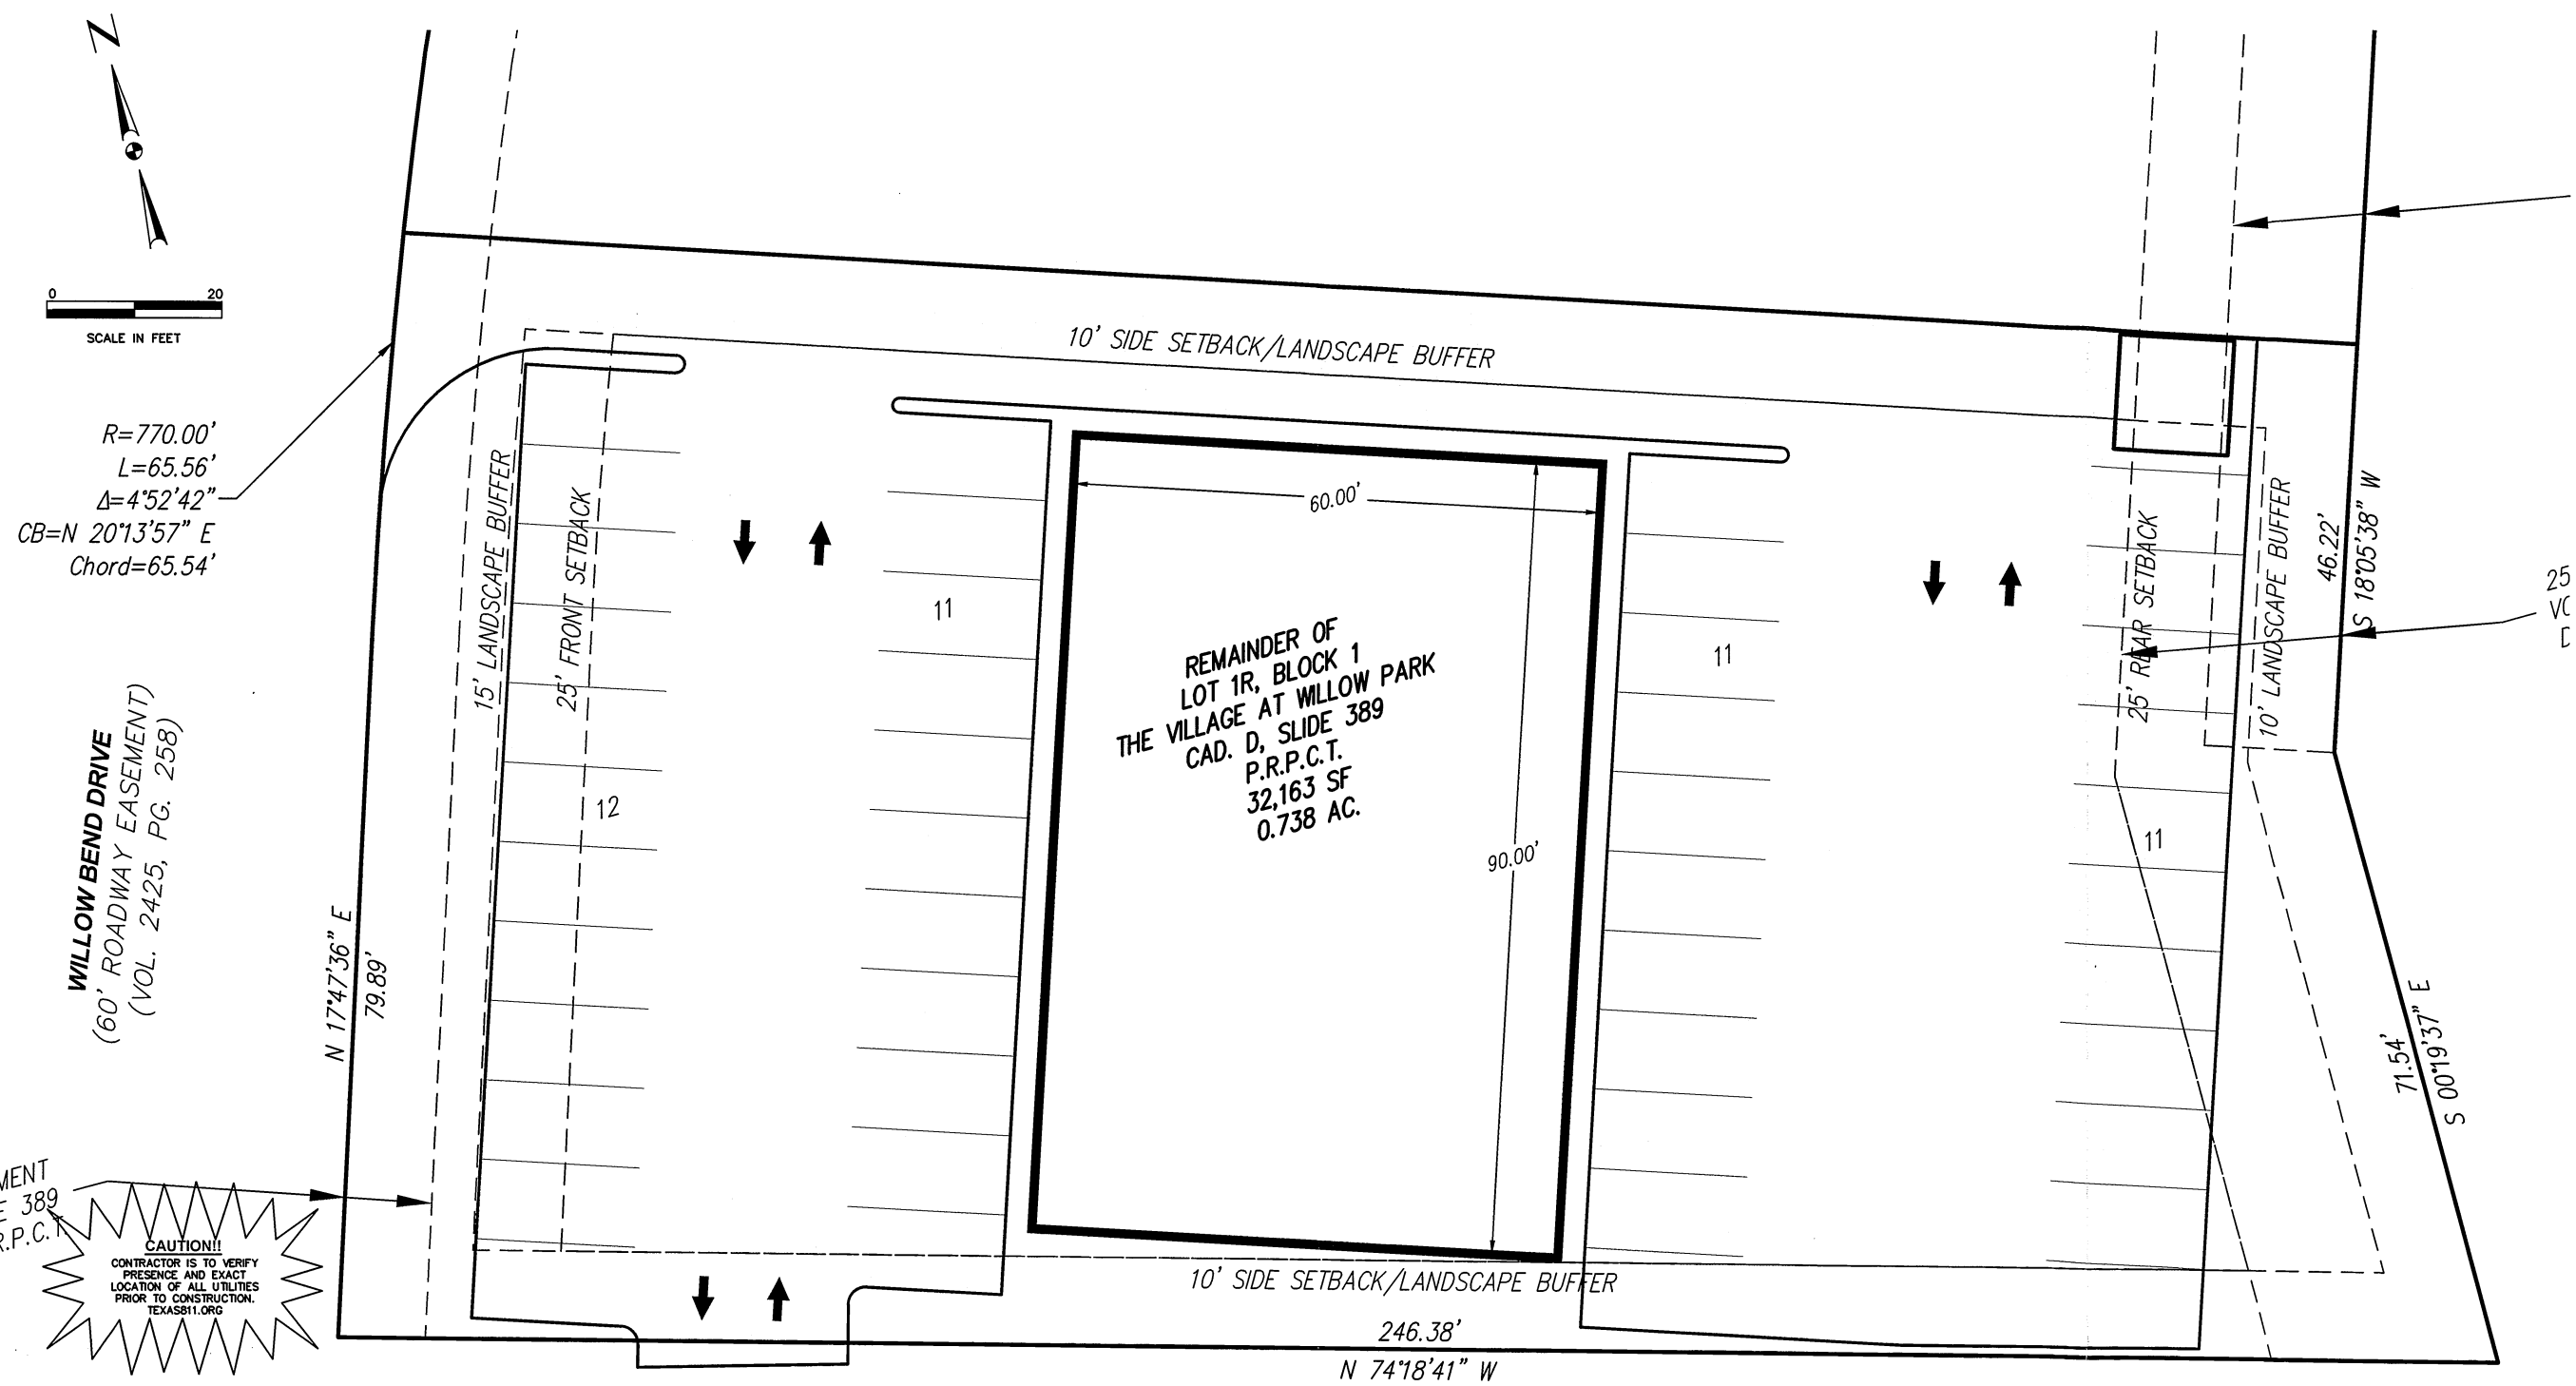 N
0 20
SCALE IN FEET
R=770.00'
L=65.56'
Δ=4°52'42"
CB=N 20°13'57" E
Chord=65.54'
WILLOW BEND DRIVE
(60' ROADWAY EASEMENT)
(VOL. 2425, PG. 258)
N 17°47'36" E
79.89'
389
CAUTION!!
CONTRACTOR IS TO VERIFY
PRESENCE AND EXACT
LOCATION OF ALL UTILITIES
PRIOR TO CONSTRUCTION.
TEXAS811.ORG
15' LANDSCAPE BUFFER
25' FRONT SETBACK
12
11
10' SIDE SETBACK/LANDSCAPE BUFFER
60.00'
90.00'
REMAINDER OF
LOT 1R, BLOCK 1
THE VILLAGE AT WILLOW PARK
CAD. D, SLIDE 389
P.R.P.C.T.
32,163 SF
0.738 AC.
11
11
25' REAR SETBACK
10' LANDSCAPE BUFFER
46.22'
S 18°05'38" W
25
71.54'
S 00°19'37" E
10' SIDE SETBACK/LANDSCAPE BUFFER
246.38'
N 74°18'41" W